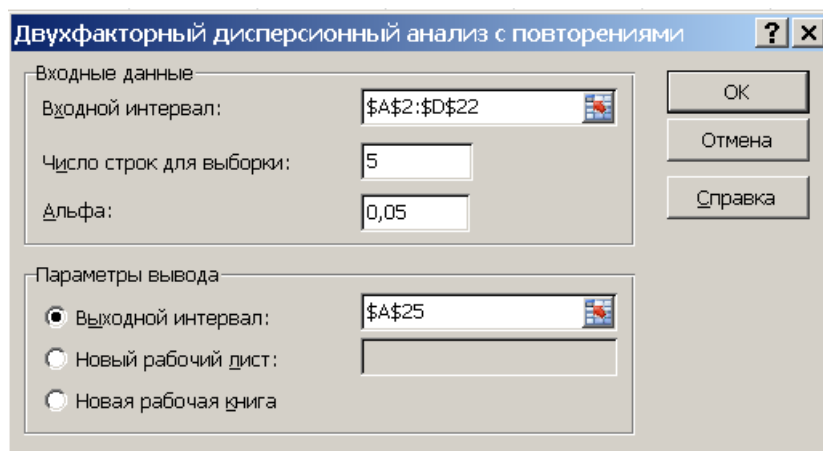 Двухфакторный дисперсионный анализ с повторениями ? ×
Входные данные
Входной интервал: $A$2:$D$22
Число строк для выборки: 5
Альфа: 0,05
OK
Отмена
Справка
Параметры вывода
Выходной интервал: $A$25
Новый рабочий лист:
Новая рабочая книга